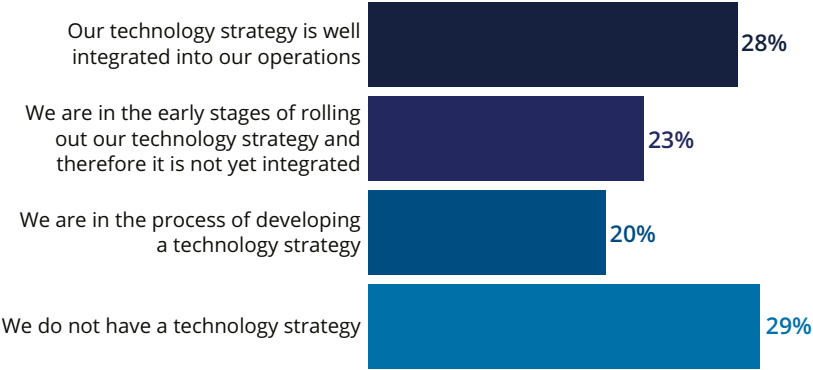 Our technology strategy is well
integrated into our operations
28%
We are in the early stages of rolling
out our technology strategy and
therefore it is not yet integrated
23%
We are in the process of developing
a technology strategy
20%
We do not have a technology strategy
29%